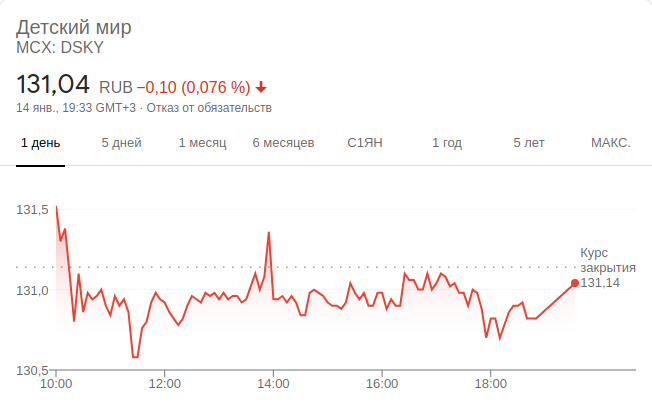 Детский мир
MCX: DSKY
131,04 RUB −0,10 (0,076 %)
14 янв., 19:33 GMT+3 · Отказ от обязательств
1 день 5 дней 1 месяц 6 месяцев С1ЯН 1 год 5 лет МАКС.
131,5
Курс
закрытия
131,0 131,14
130,5
10:00 12:00 14:00 16:00 18:00